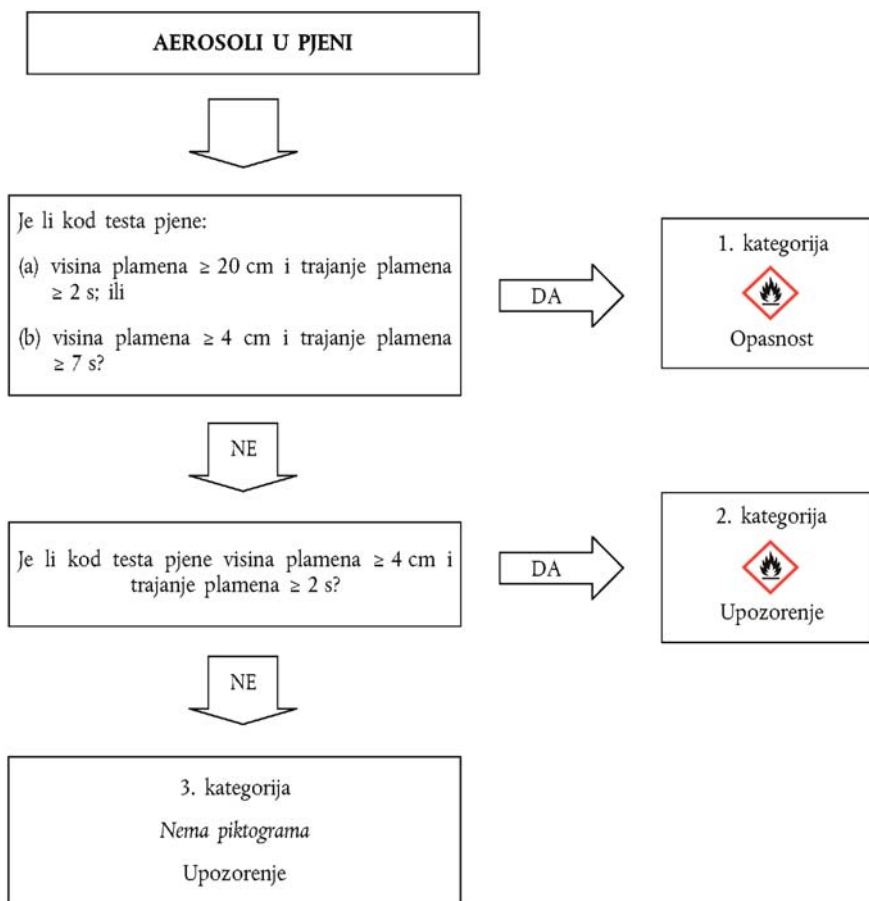 AEROSOLI U PJENI
Je li kod testa pjene:
(a) visina plamena ≥ 20 cm i trajanje plamena
≥ 2 s; ili
(b) visina plamena ≥ 4 cm i trajanje plamena
≥ 7 s?
DA
1. kategorija
Opasnost
NE
Je li kod testa pjene visina plamena ≥ 4 cm i
trajanje plamena ≥ 2 s?
DA
2. kategorija
Upozorenje
NE
3. kategorija
Nema piktograma
Upozorenje